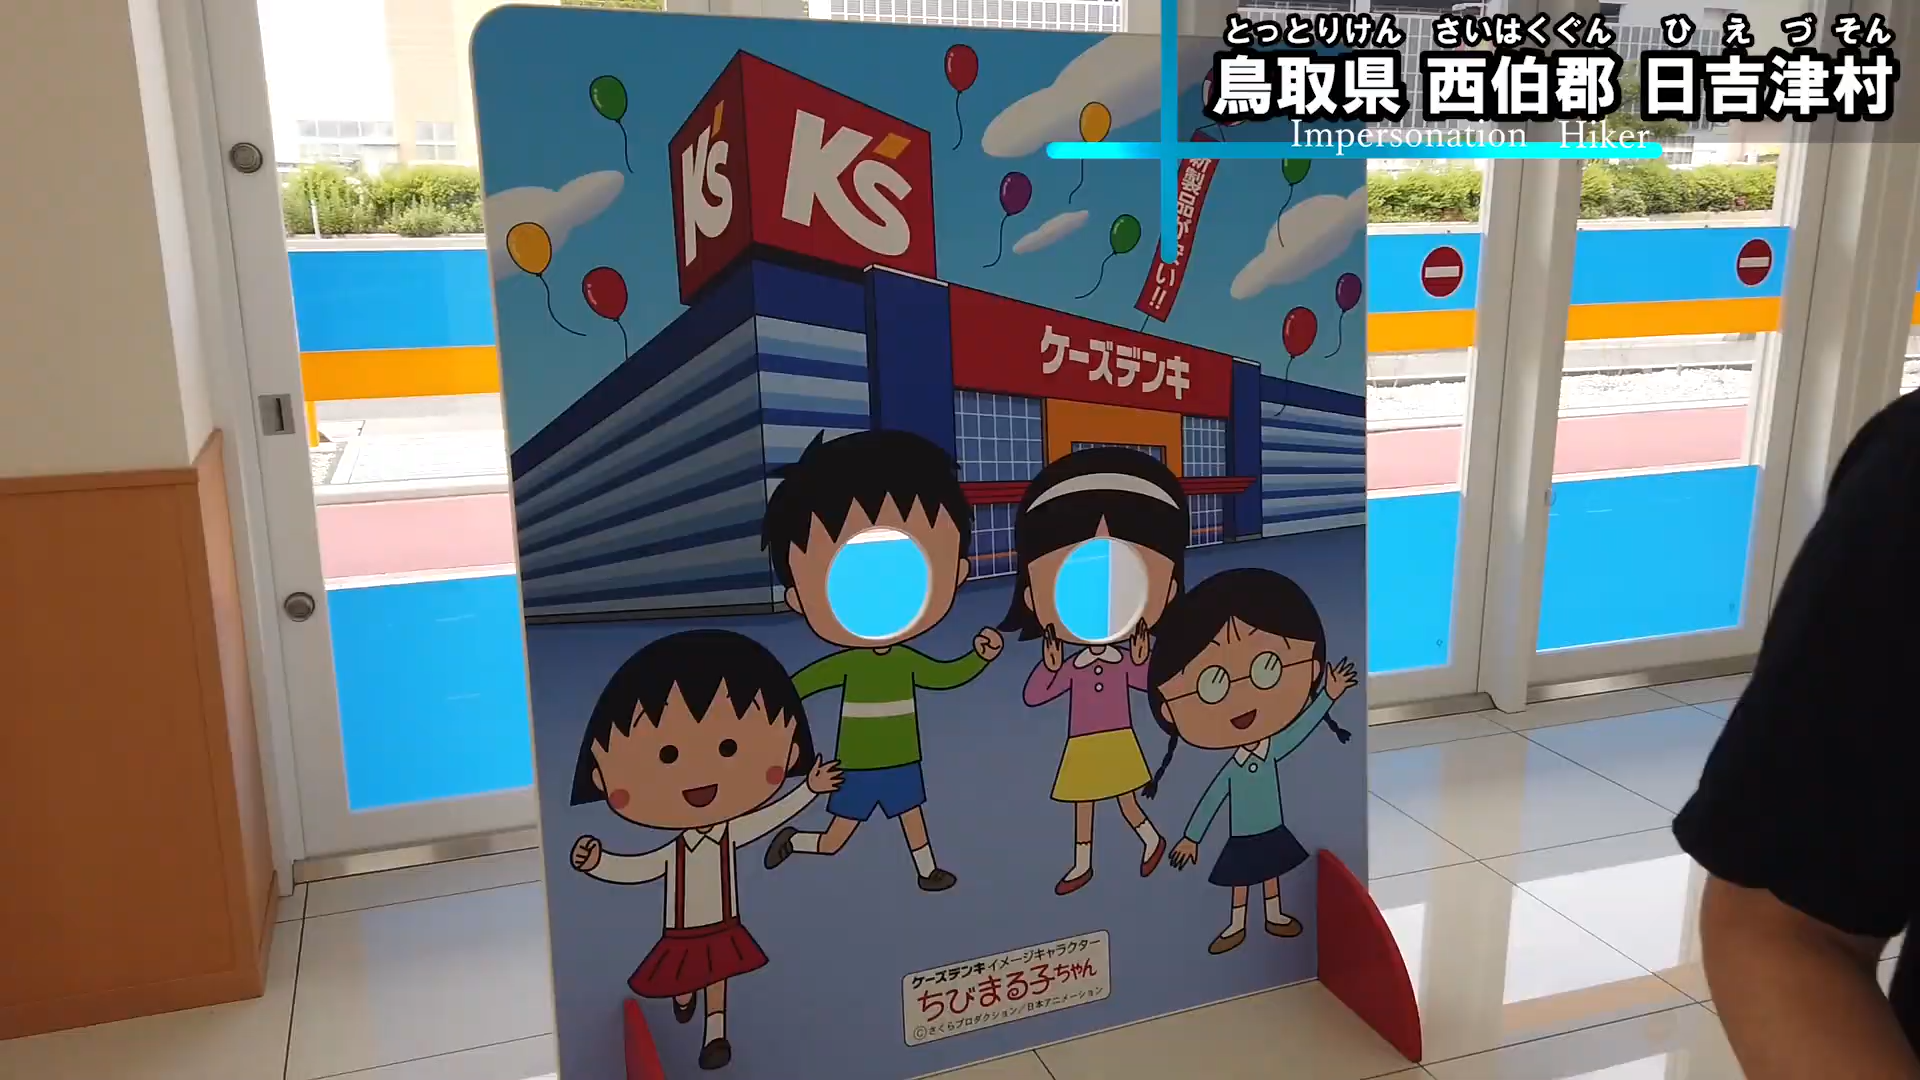 とっとりけん さいはくぐん ひえづそん
鳥取県 西伯郡 日吉津村
Impersonation Hiker
K's
K's
ケーズデンキ
ケーズデンキイメージキャラクター
ちびまる子ちゃん
©さくらプロダクション/日本アニメーション